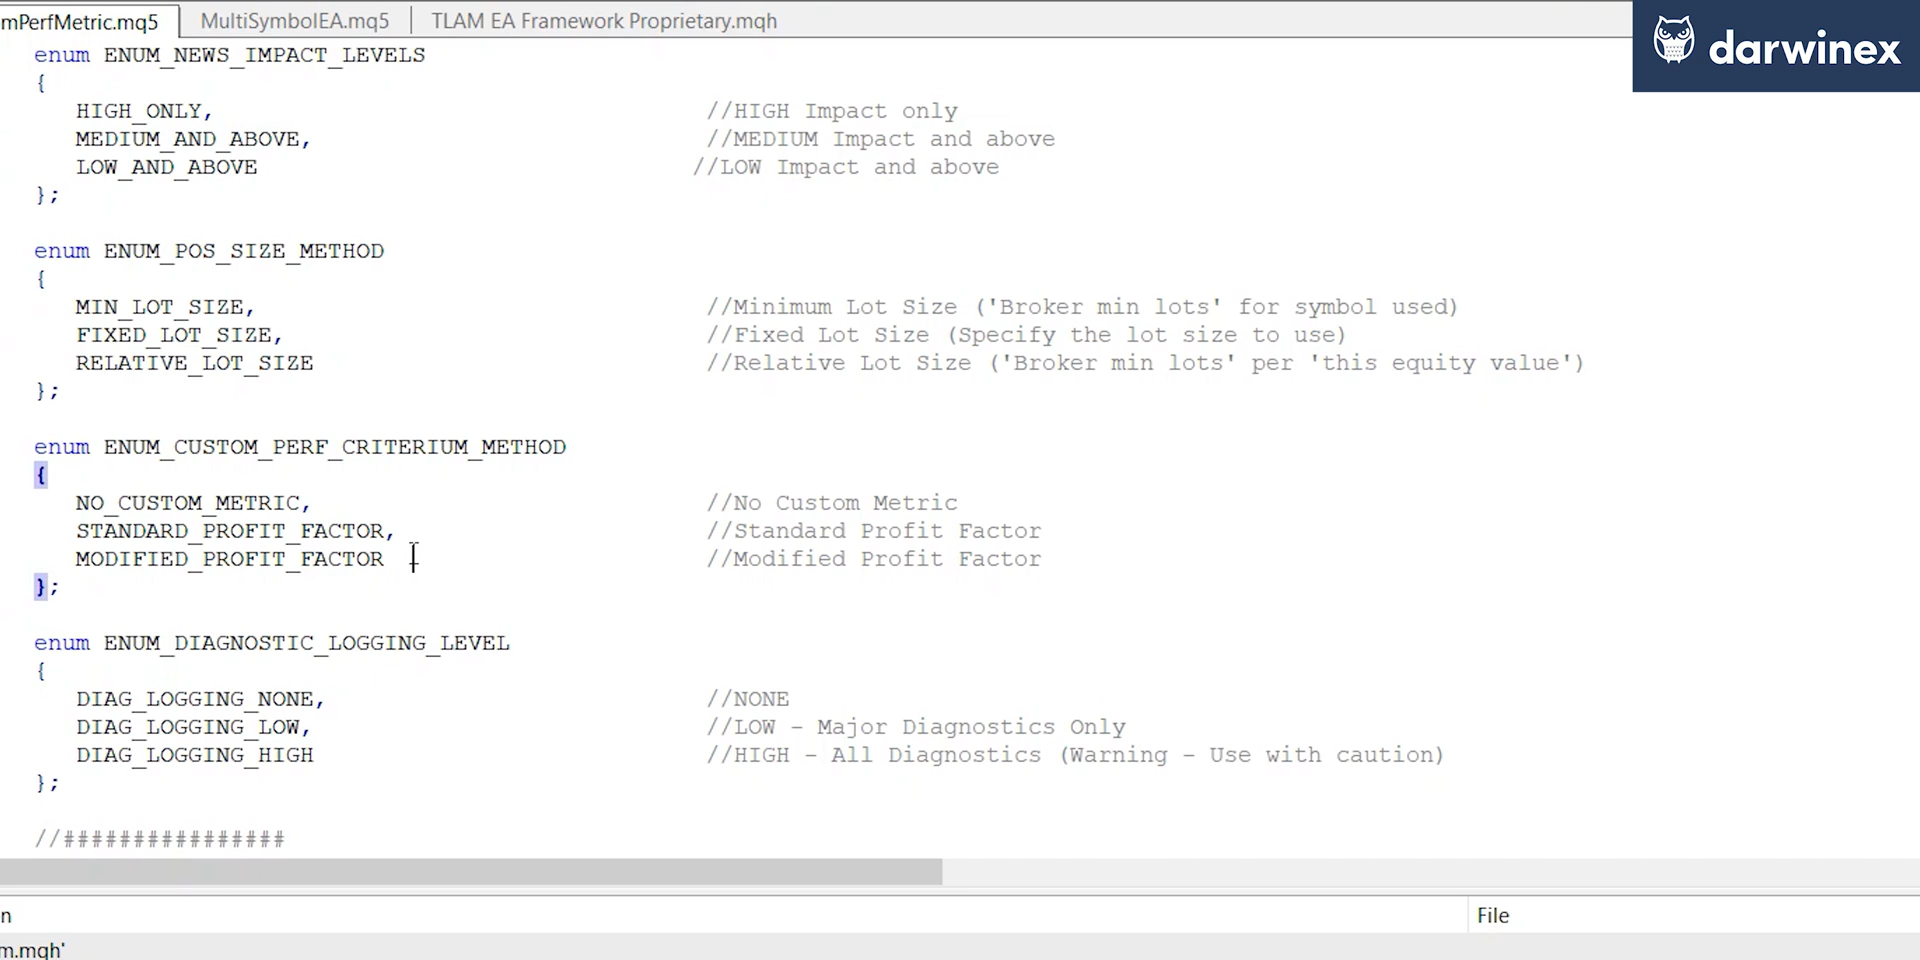 mPerfMetric.mq5 MultiSymbolEA.mq5 TLAM EA Framework Proprietary.mqh
darwinex
enum ENUM_NEWS_IMPACT_LEVELS
{
HIGH_ONLY, //HIGH Impact only
MEDIUM_AND_ABOVE, //MEDIUM Impact and above
LOW_AND_ABOVE //LOW Impact and above
};
enum ENUM_POS_SIZE_METHOD
{
MIN_LOT_SIZE, //Minimum Lot Size ('Broker min lots' for symbol used)
FIXED_LOT_SIZE, //Fixed Lot Size (Specify the lot size to use)
RELATIVE_LOT_SIZE //Relative Lot Size ('Broker min lots' per 'this equity value')
};
enum ENUM_CUSTOM_PERF_CRITERIUM_METHOD
{
NO_CUSTOM_METRIC, //No Custom Metric
STANDARD_PROFIT_FACTOR, //Standard Profit Factor
MODIFIED_PROFIT_FACTOR //Modified Profit Factor
};
enum ENUM_DIAGNOSTIC_LOGGING_LEVEL
{
DIAG_LOGGING_NONE, //NONE
DIAG_LOGGING_LOW, //LOW - Major Diagnostics Only
DIAG_LOGGING_HIGH //HIGH - All Diagnostics (Warning - Use with caution)
};
//################
n File
m.mqh'